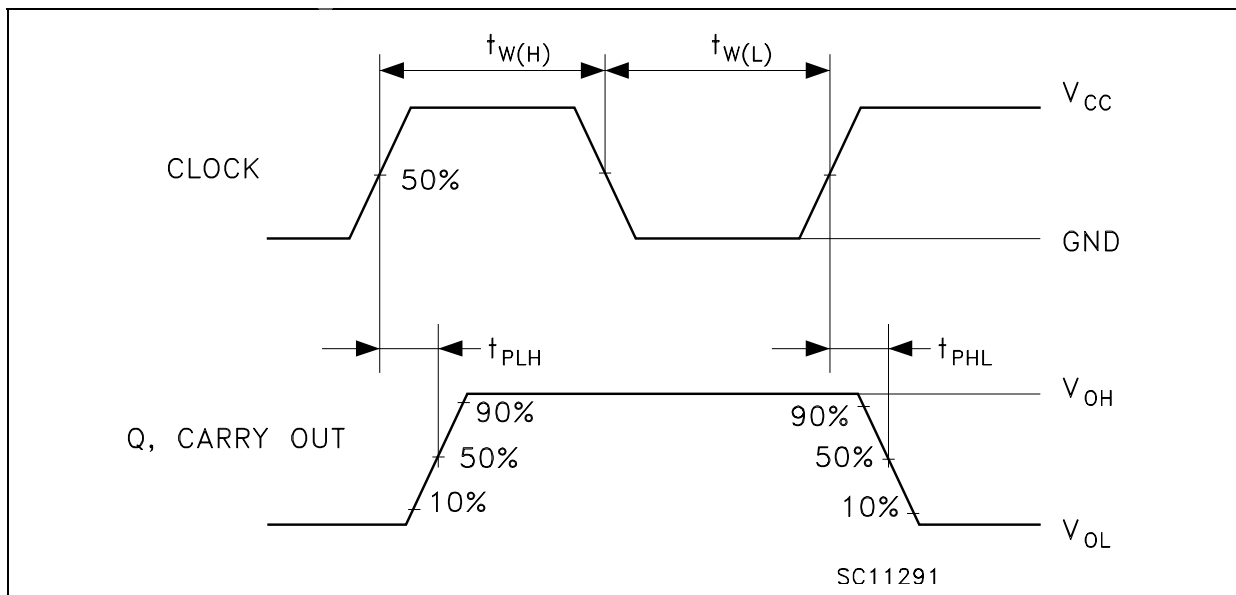 tW(H) tW(L)
VCC
CLOCK
50%
GND
tPLH tPHL
VOH
90% 90%
Q, CARRY OUT
50% 50%
10% 10%
VOL
SC11291